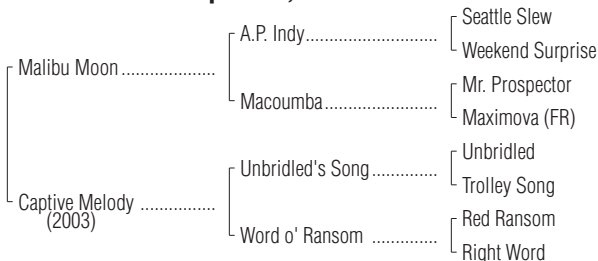 Seattle Slew
A.P. Indy..............................
Weekend Surprise
Malibu Moon ...................
Mr. Prospector
Macoumba..........................
Maximova (FR)
Unbridled
Unbridled's Song..............
Trolley Song
Captive Melody ...............
(2003)
Red Ransom
Word o' Ransom ..............
Right Word